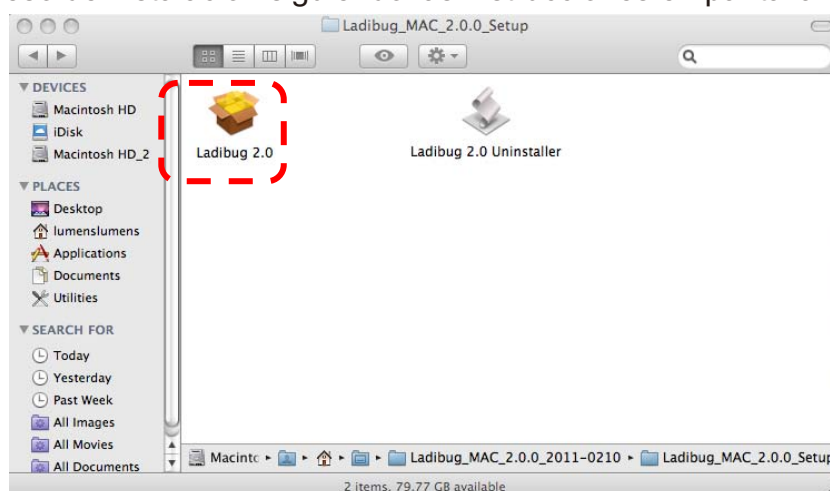 Ladibug_MAC_2.0.0_Setup
DEVICES
Macintosh HD
iDisk
Macintosh HD_2
PLACES
Desktop
lumenslumens
Applications
Documents
Utilities
SEARCH FOR
Today
Yesterday
Past Week
All Images
All Movies
All Documents
Ladibug 2.0
Ladibug 2.0 Uninstaller
Ladibug_MAC_2.0.0_2011-0210 ▸ Ladibug_MAC_2.0.0_Setup
2 items, 79.77 GB available